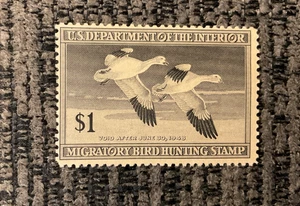 U.S. DEPARTMENT OF THE INTERIOR
$1
VOID AFTER JUNE 30, 1948
MIGRATORY BIRD HUNTING STAMP